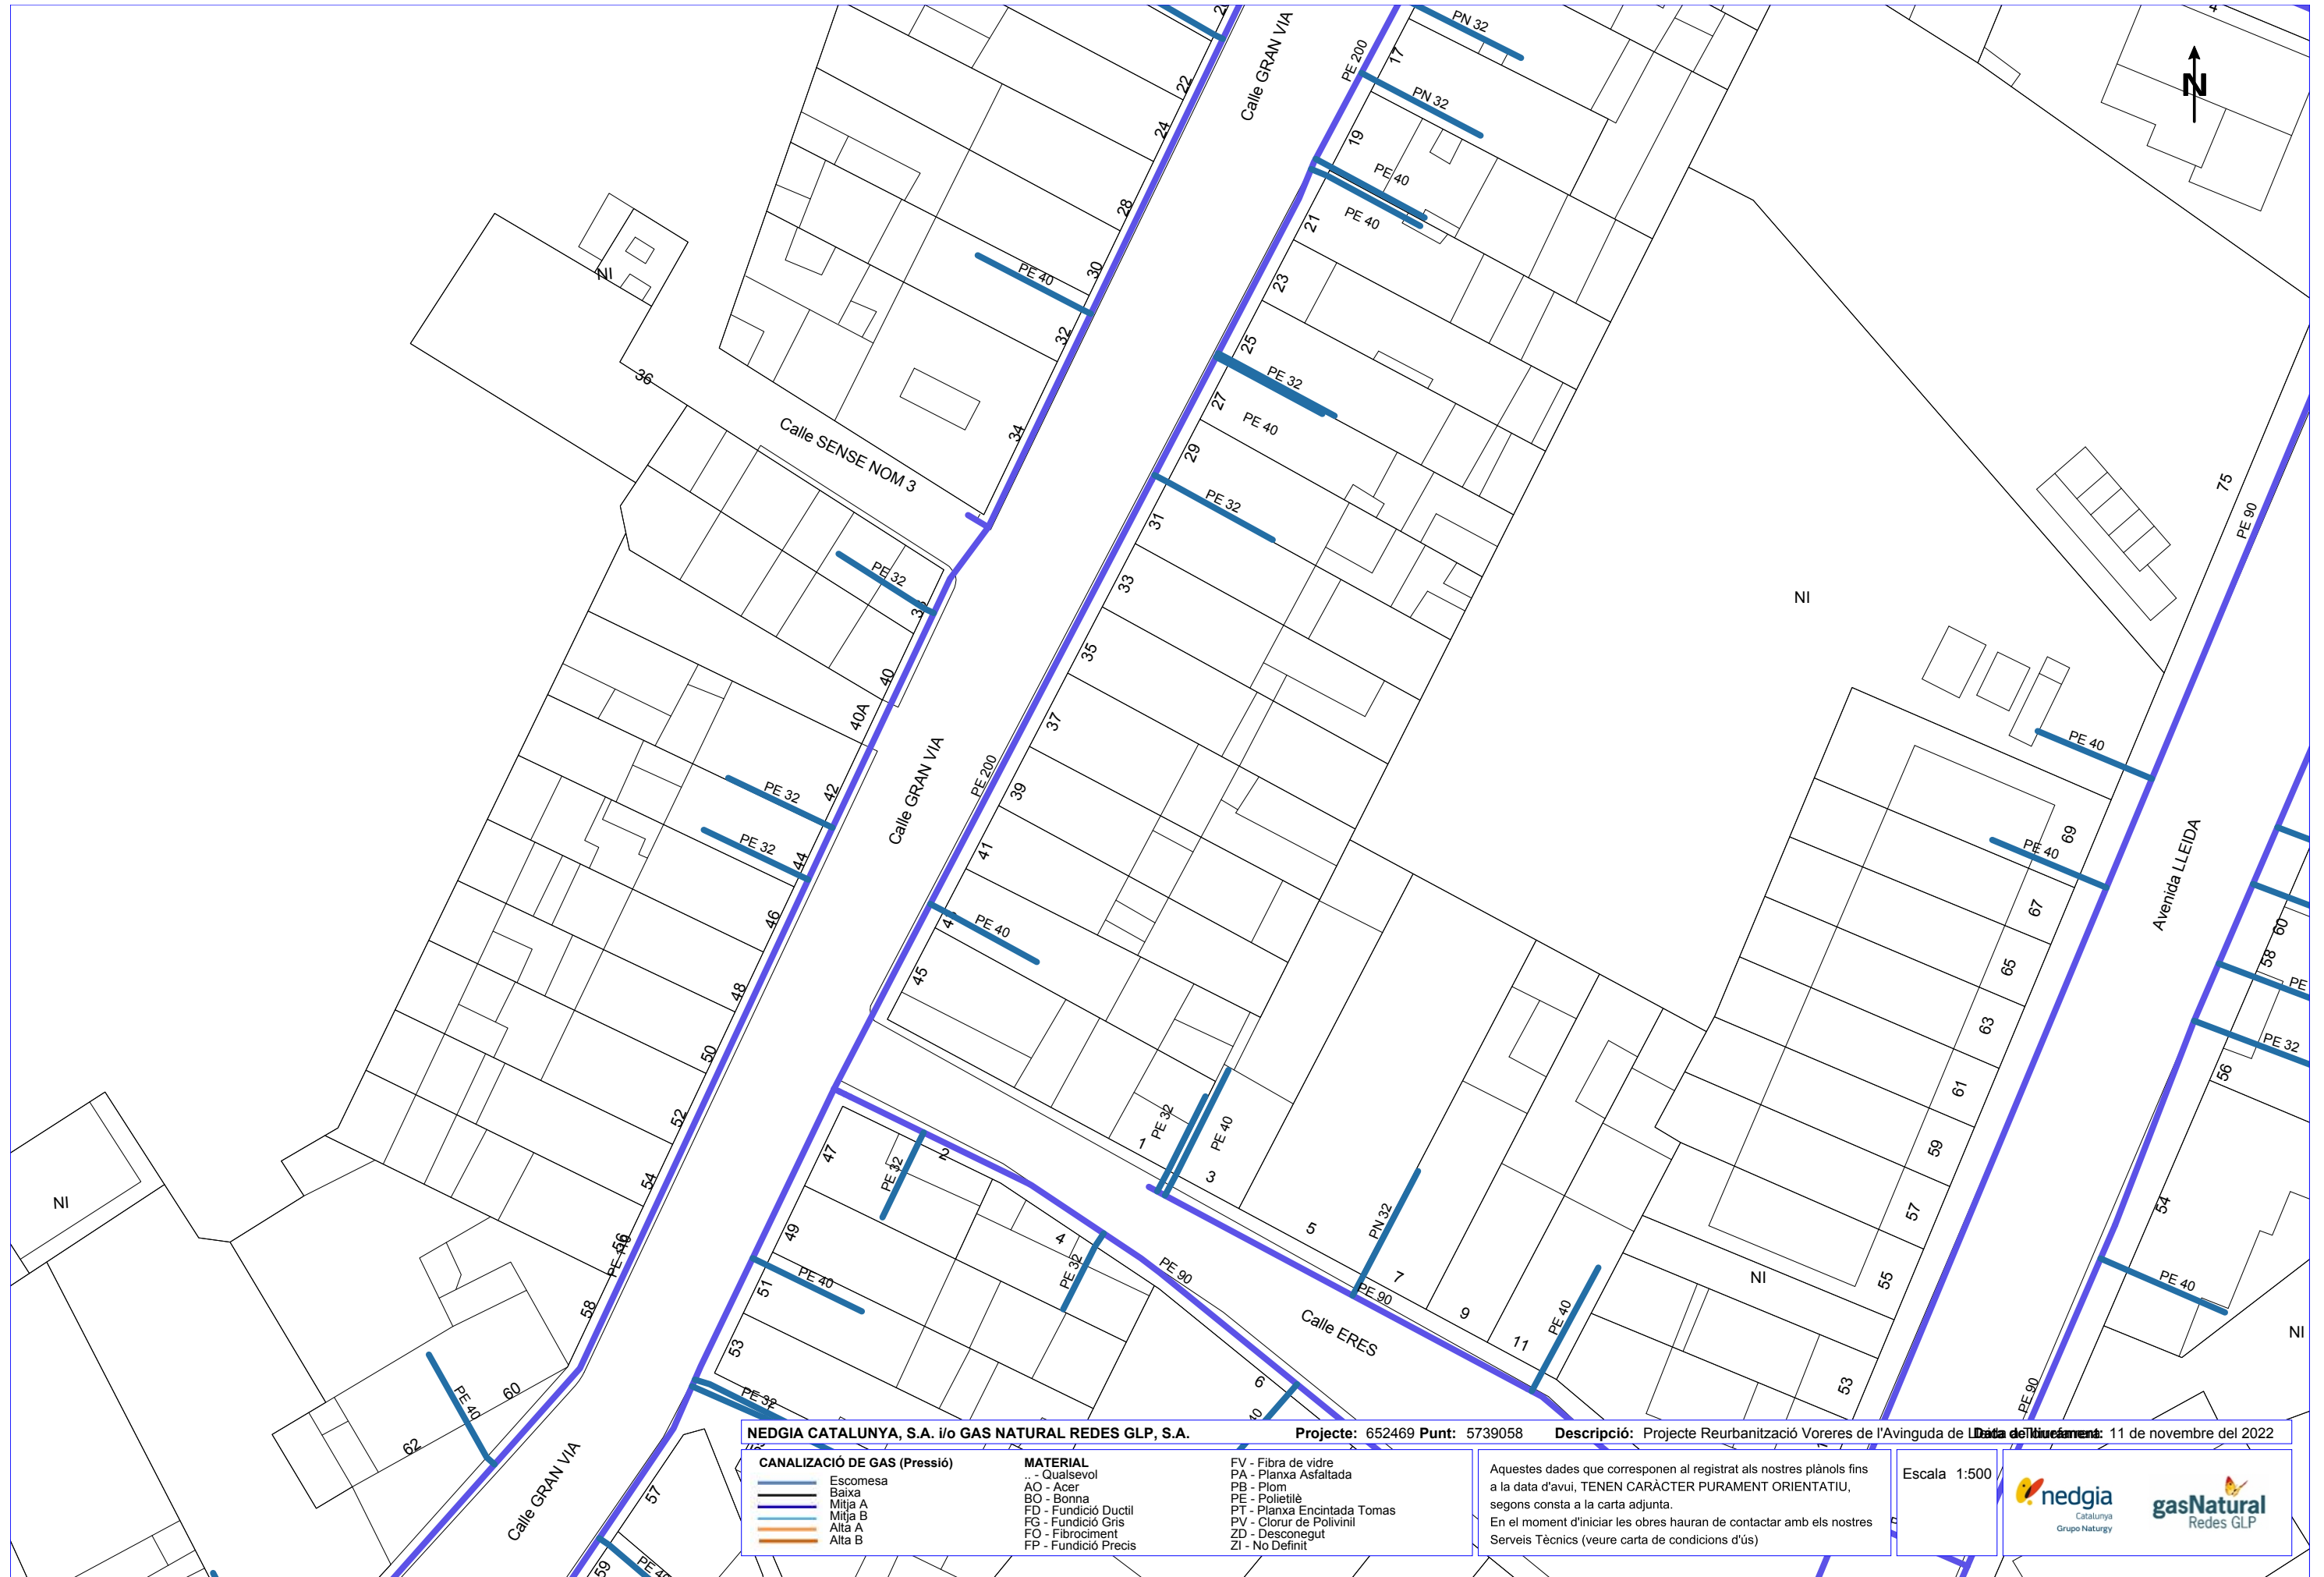 Calle GRAN VIA
PE 200
PN 32
17
4
N
22
PN 32
24
19
PE 40
28
PE 40
21
30
PE 40
NI
23
32
25
PE 32
36
27
PE 40
34
Calle SENSE NOM 3
29
PE 32
75
PE 90
31
PE 32
33
NI
35
40
40A
37
PE 40
PE 200
Calle GRAN VIA
42
PE 32
39
69
PE 40
44
PE 32
41
Avenida LLEIDA
46
PE 40
67
60
45
65
58
48
PE
63
50
PE 32
56
61
52
PE 32
PE 40
1
59
47
2
PE 32
3
54
54
NI
57
PN 32
5
49
4
PE 32
56
PE 90
PE 40
51
7
PE 90
NI
55
PE 40
58
9
11
PE 40
NI
Calle ERES
53
6
53
PE 90
60
PE 40
PE 32
62
40
57
Calle GRAN VIA
59
PE 40
NEDGIA CATALUNYA, S.A. i/o GAS NATURAL REDES GLP, S.A.
Projecte: 652469 Punt: 5739058
Descripció: Projecte Reurbanització Voreres de l'Avinguda de
11 de novembre del 2022
CANALIZACIÓ DE GAS (Pressió)
Escomesa
Baixa
Mitja A
Mitja B
Alta A
Alta B
MATERIAL
.. - Qualsevol
AO - Acer
BO - Bonna
FD - Fundició Ductil
FG - Fundició Gris
FO - Fibrociment
FP - Fundició Precis
FV - Fibra de vidre
PA - Planxa Asfaltada
PB - Plom
PE - Polietilè
PT - Planxa Encintada Tomas
PV - Clorur de Polivinil
ZD - Desconegut
ZI - No Definit
Aquestes dades que corresponen al registrat als nostres plànols fins
a la data d'avui, TENEN CARÀCTER PURAMENT ORIENTATIU,
segons consta a la carta adjunta.
En el moment d'iniciar les obres hauran de contactar amb els nostres
Serveis Tècnics (veure carta de condicions d'ús)
Escala 1:500
nedgia
Catalunya
Grupo Naturgy
gasNatural
Redes GLP